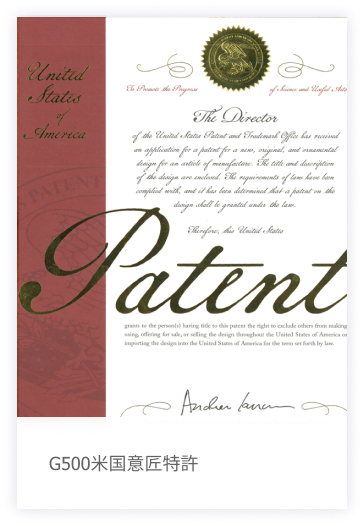 United
States
of
America
To Promote the Progress
of Science and Useful Arts
The Director
of the United States Patent and Trademark Office has received
an application for a patent for a new, original, and ornamental
design for an article of manufacture. The title and description
of the design are enclosed. The requirements of law have been
complied with, and it has been determined that a patent on the
design shall be granted under the law.
Therefore, this United States
PATENT
Patent
grants to the person(s) having title to this patent the right to exclude others from making
using, offering for sale, or selling the design throughout the United States of America or
importing the design into the United States of America for the term set forth by law.
G500米国意匠特許